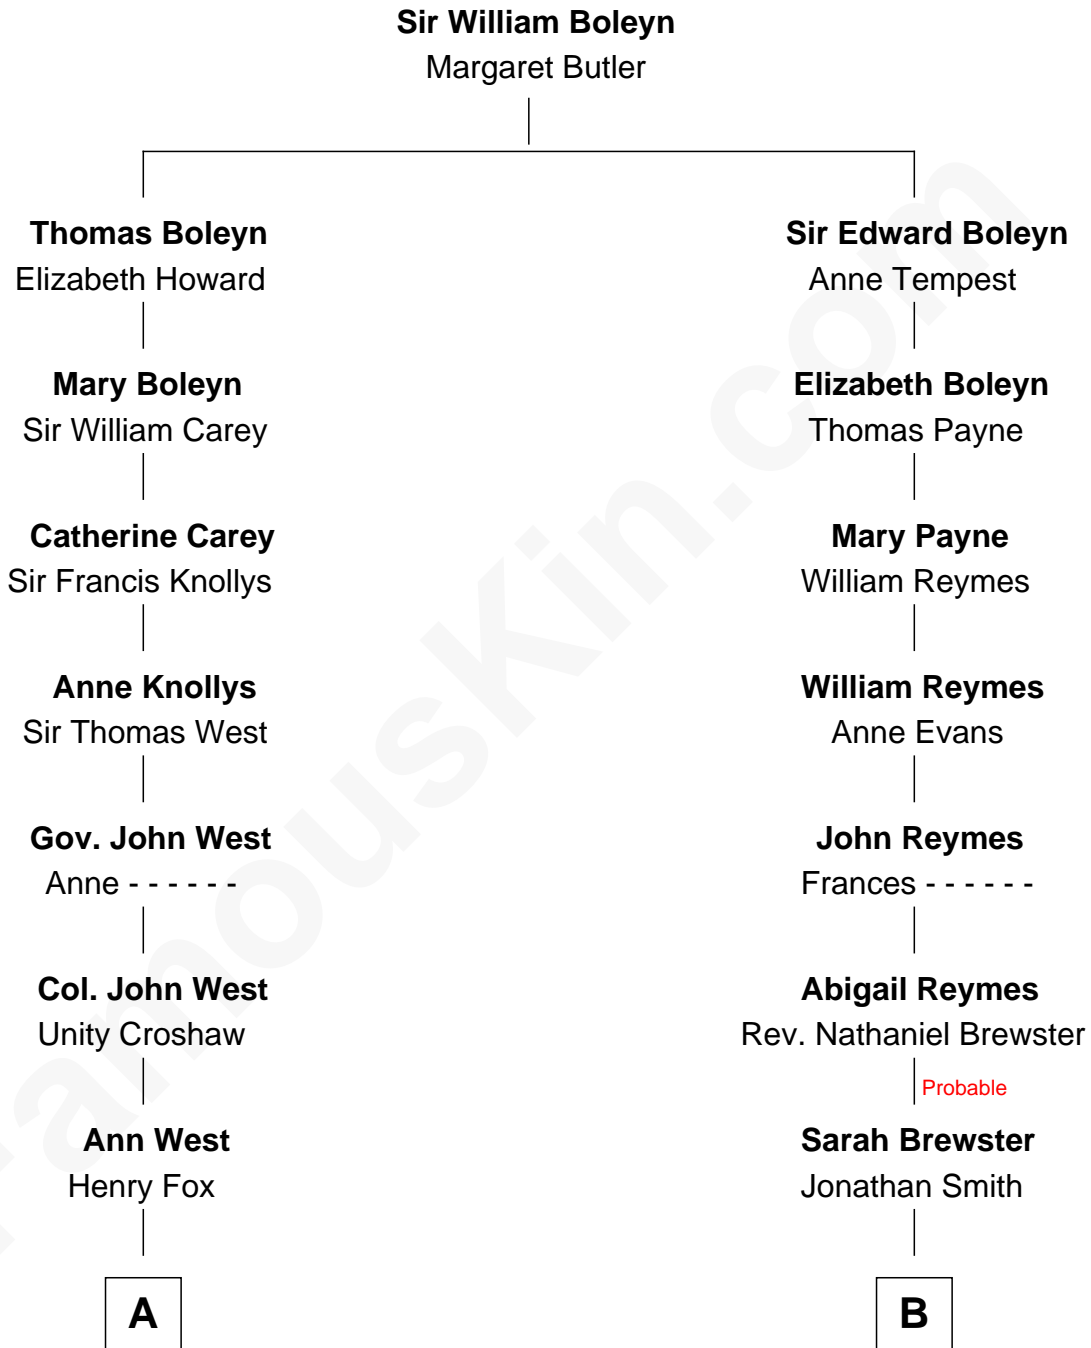 Sir William Boleyn
Margaret Butler
Thomas Boleyn
Elizabeth Howard
Sir Edward Boleyn
Anne Tempest
Mary Boleyn
Sir William Carey
Elizabeth Boleyn
Thomas Payne
Catherine Carey
Sir Francis Knollys
Mary Payne
William Reymes
Anne Knollys
Sir Thomas West
William Reymes
Anne Evans
Gov. John West
Anne - - - - - -
John Reymes
Frances - - - - - -
Col. John West
Unity Croshaw
Abigail Reymes
Rev. Nathaniel Brewster
Probable
Ann West
Henry Fox
Sarah Brewster
Jonathan Smith
A
B
FamousKin.com